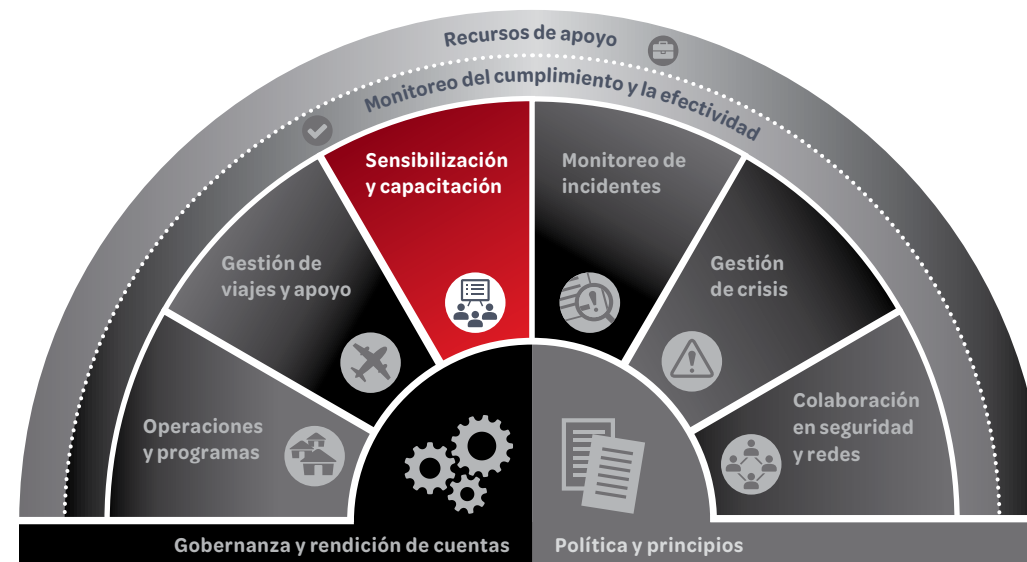 Recursos de apoyo
Monitoreo del cumplimiento y la efectividad
Sensibilización
y capacitación
Monitoreo de
incidentes
Gestión de
viajes y apoyo
Gestión
de crisis
Operaciones
y programas
Colaboración
en seguridad
y redes
Gobernanza y rendición de cuentas
Política y principios